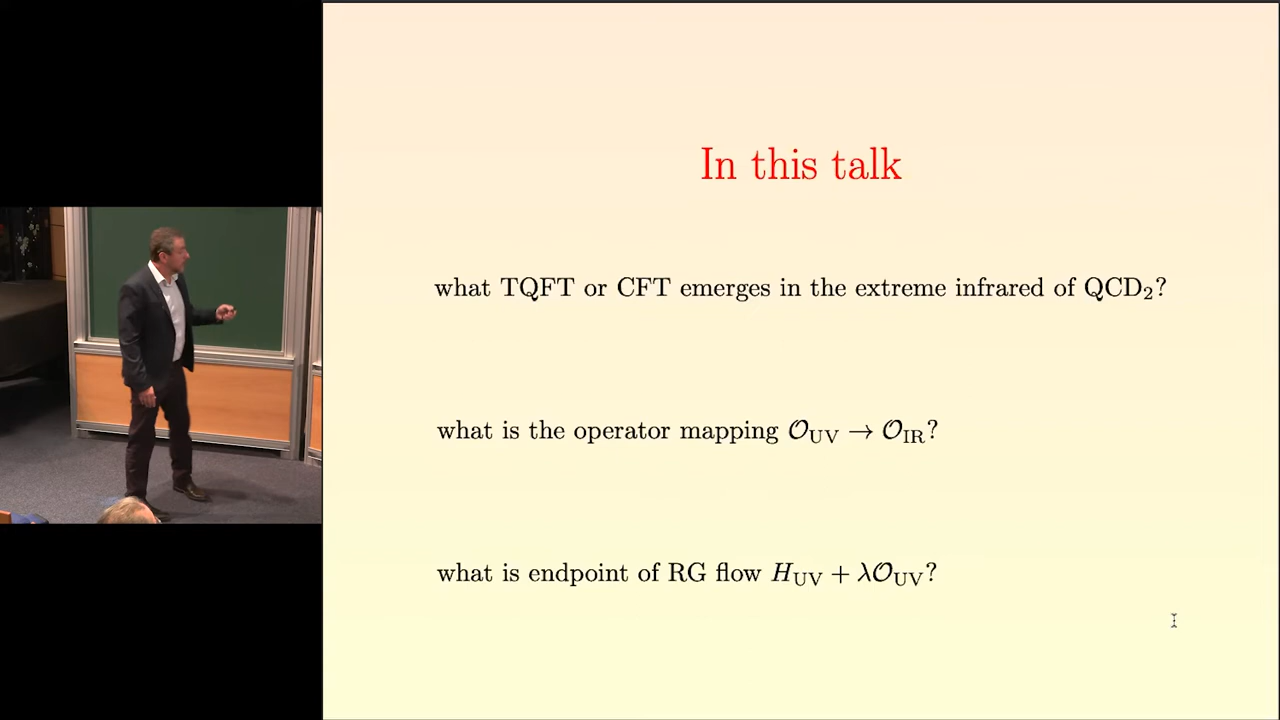 In this talk
what TQFT or CFT emerges in the extreme infrared of QCD₂?
what is the operator mapping 𝒪_UV → 𝒪_IR?
what is endpoint of RG flow H_UV + λ𝒪_UV?